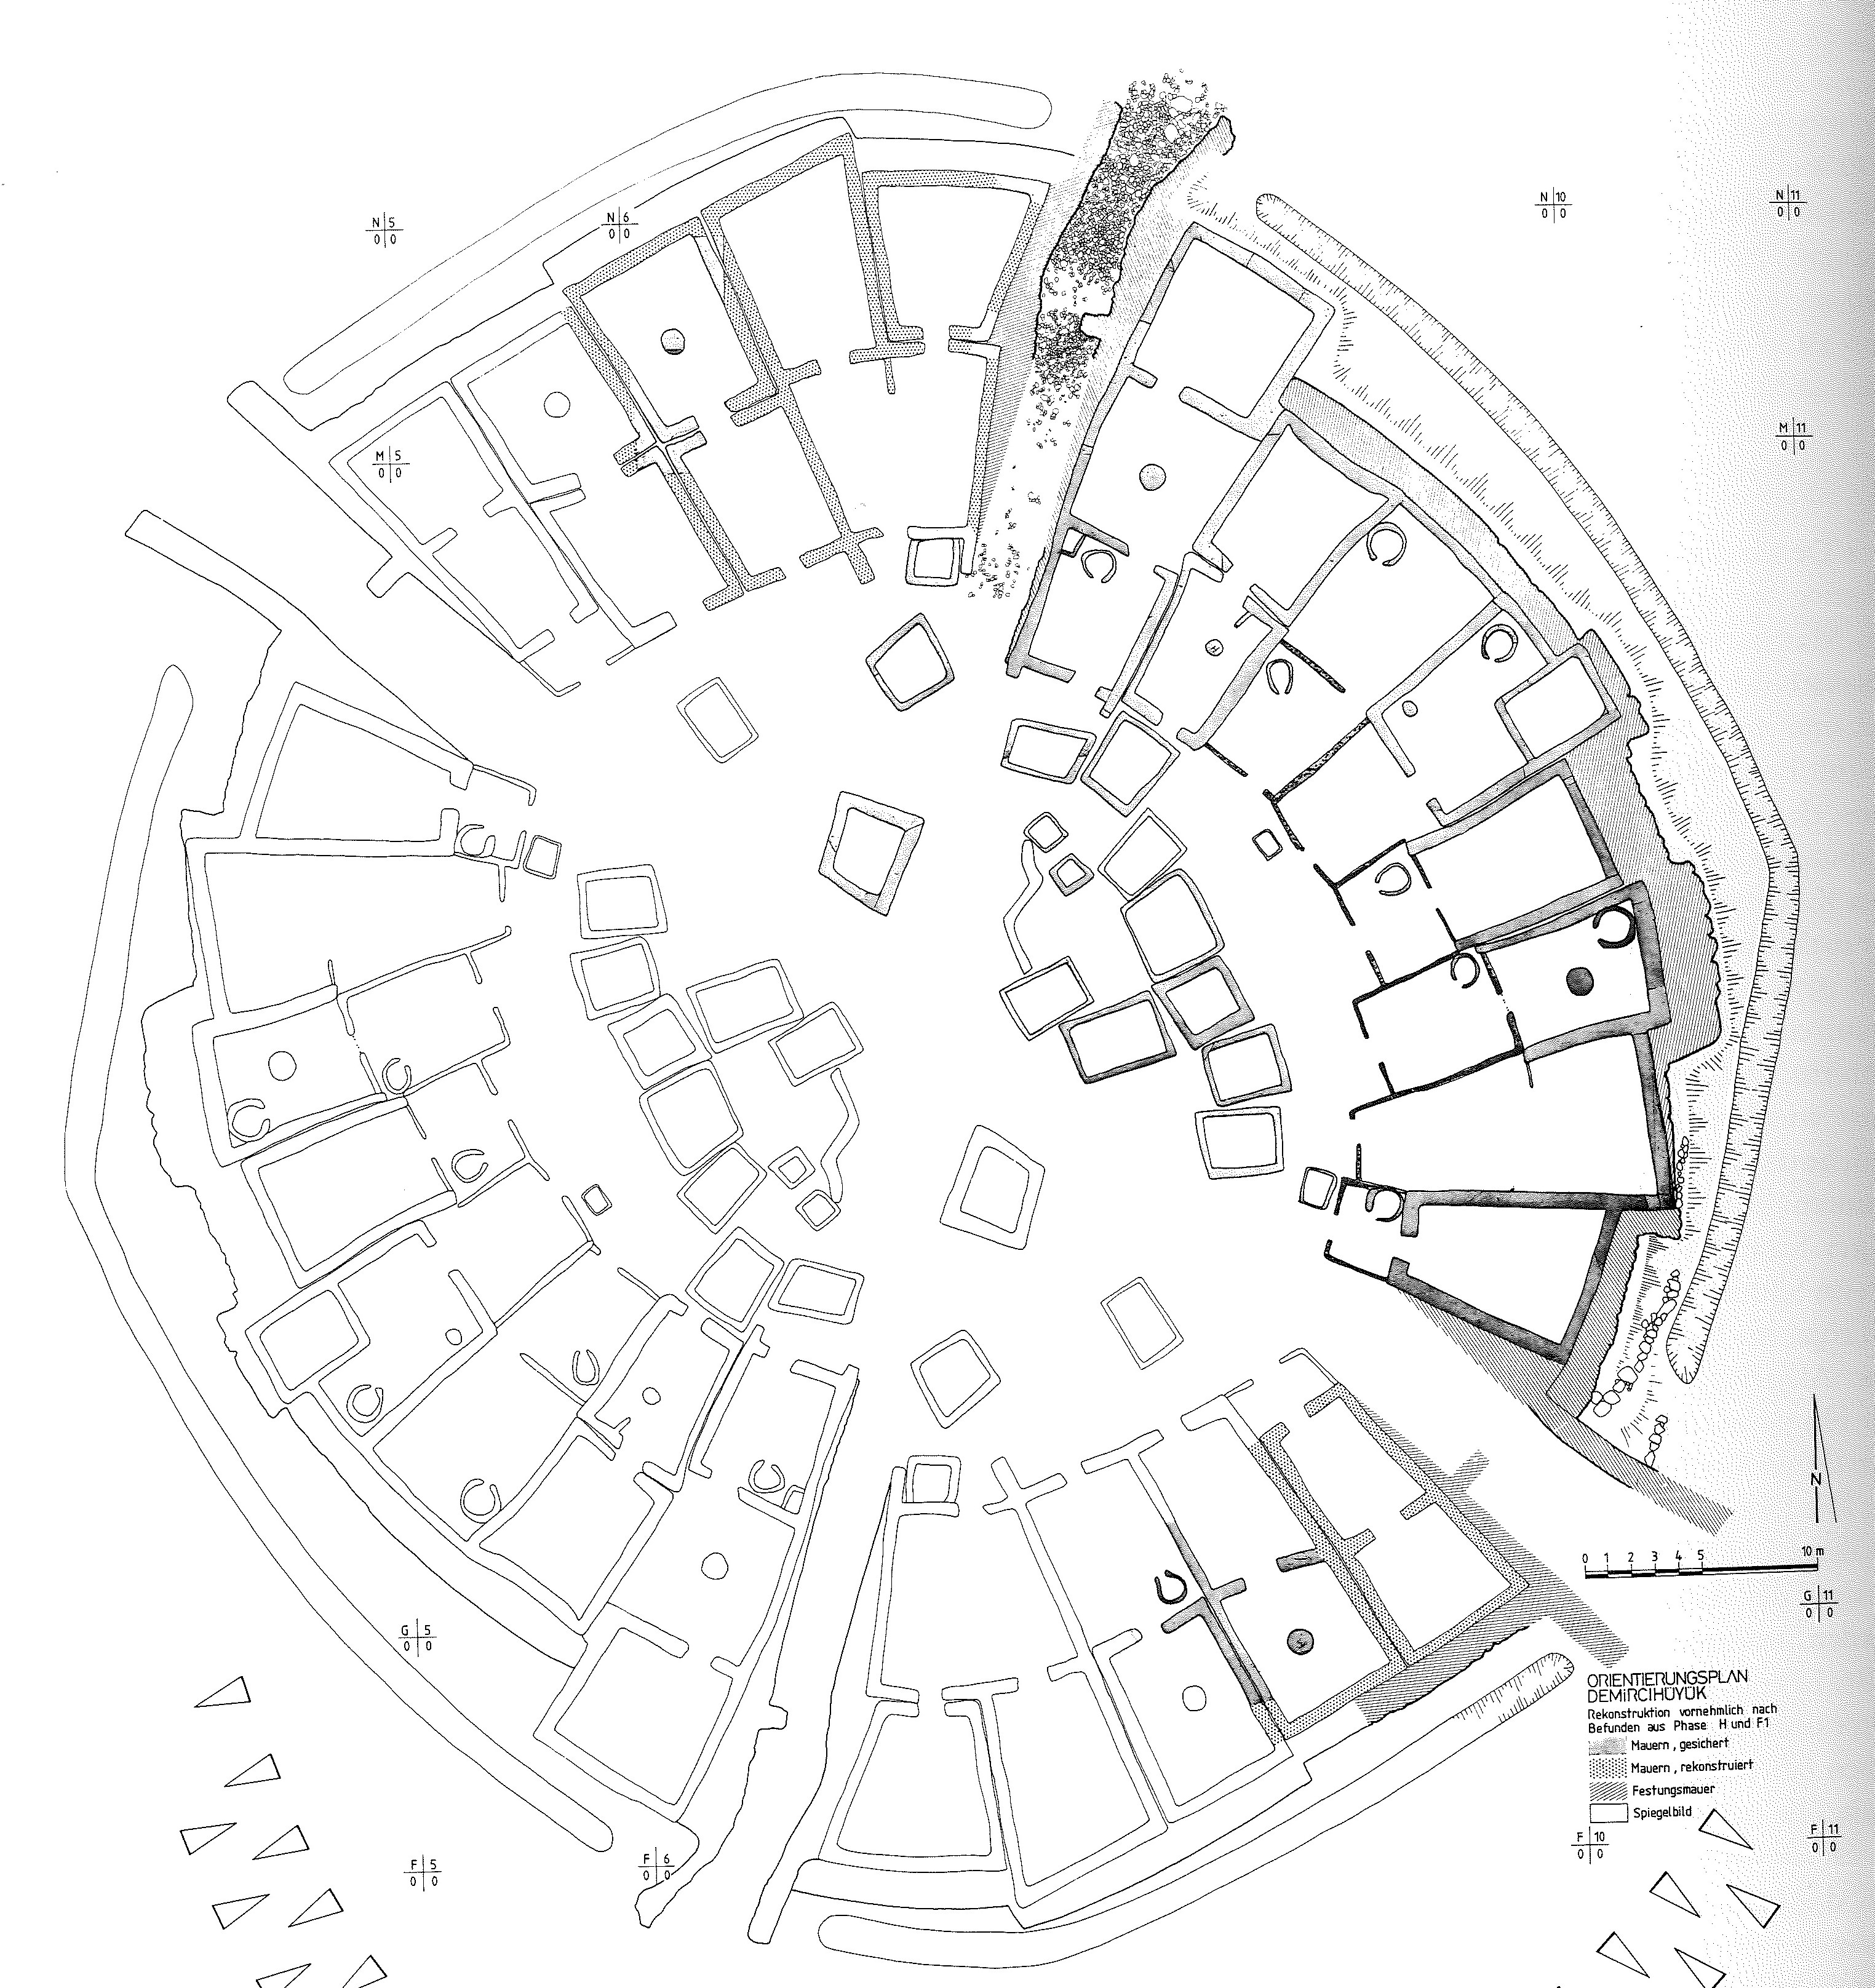 N 5
0 0
N 6
0 0
N 10
0 0
N 11
0 0
M 5
0 0
M 11
0 0
N
0 1 2 3 4 5 10 m
G 11
0 0
G 5
0 0
ORIENTIERUNGSPLAN
DEMİRCİHÜYÜK
Rekonstruktion vornehmlich nach
Befunden aus Phase H und F1
Mauern, gesichert
Mauern, rekonstruiert
Festungsmauer
Spiegelbild
F 5
0 0
F 6
0 0
F 10
0 0
F 11
0 0